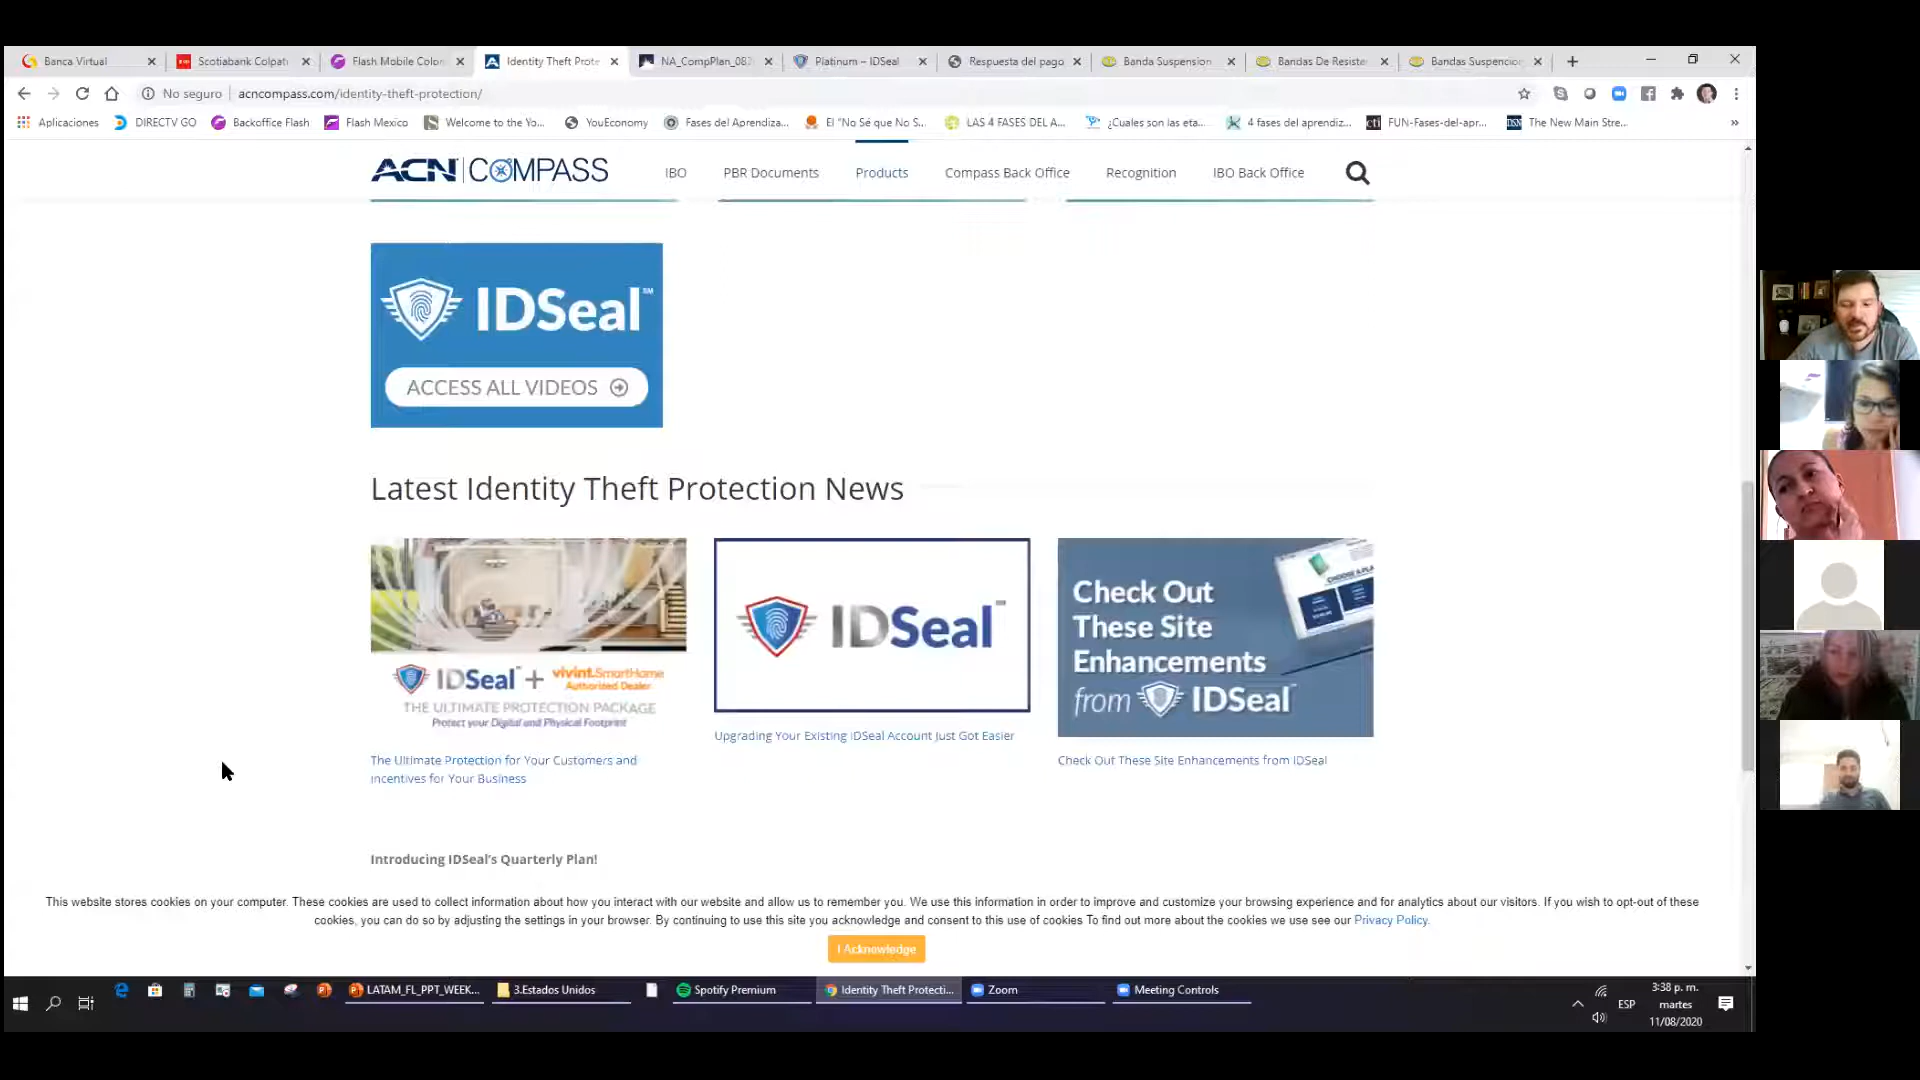 Banca Virtual
Scotiabank Colpat
Flash Mobile Color
Identity Theft Prote
NA_CompPlan_082
Platinum – IDSeal
Respuesta del pago
Banda Suspension
Bandas De Resiste
Bandas Suspencio
No seguro
acncompass.com/identity-theft-protection/
Aplicaciones
DIRECTV GO
Backoffice Flash
Flash Mexico
Welcome to the Yo...
YouEconomy
Fases del Aprendiza...
El "No Sé que No S...
LAS 4 FASES DEL A...
¿Cuales son las eta...
4 fases del aprendiz...
cti FUN-Fases-del-apr...
DSN The New Main Stre...
»
ACN COMPASS
IBO
PBR Documents
Products
Compass Back Office
Recognition
IBO Back Office
IDSeal™
ACCESS ALL VIDEOS
Latest Identity Theft Protection News
IDSeal + vivint.SmartHome
Authorized Dealer
THE ULTIMATE PROTECTION PACKAGE
Protect your Digital and Physical Footprint
The Ultimate Protection for Your Customers and
Incentives for Your Business
IDSeal
Upgrading Your Existing IDSeal Account Just Got Easier
Check Out
These Site
Enhancements
from IDSeal
Check Out These Site Enhancements from IDSeal
Introducing IDSeal's Quarterly Plan!
This website stores cookies on your computer. These cookies are used to collect information about how you interact with our website and allow us to remember you. We use this information in order to improve and customize your browsing experience and for analytics about our visitors. If you wish to opt-out of these
cookies, you can do so by adjusting the settings in your browser. By continuing to use this site you acknowledge and consent to this use of cookies To find out more about the cookies we use see our Privacy Policy.
I Acknowledge
LATAM_FL_PPT_WEEK...
3.Estados Unidos
Spotify Premium
Identity Theft Protecti...
Zoom
Meeting Controls
ESP
3:38 p. m.
martes
11/08/2020